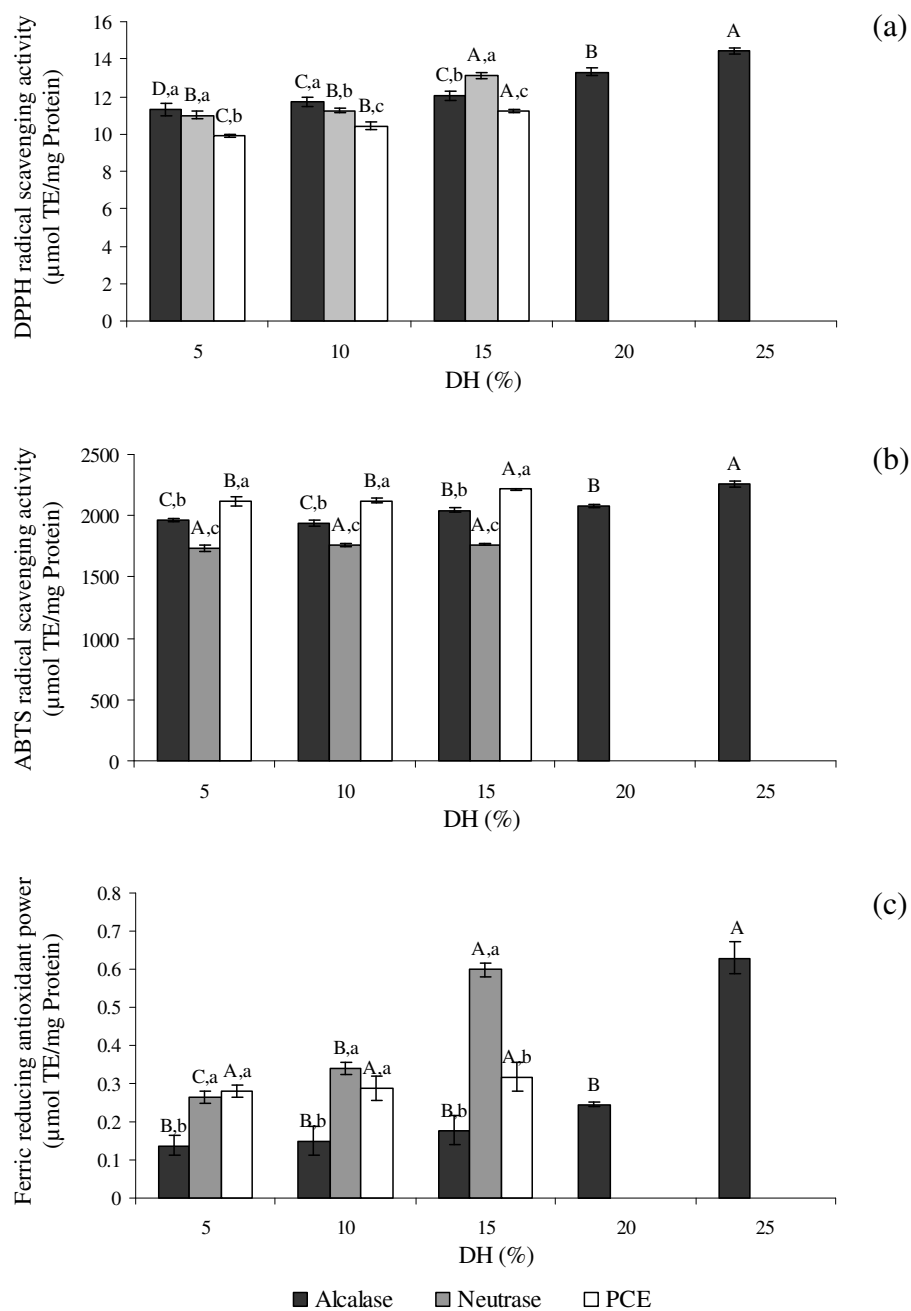 (a)
DPPH radical scavenging activity
(µmol TE/mg Protein)
16
14
12
10
8
6
4
2
0
D,a B,a C,b
C,a B,b B,c
C,b A,a A,c
B
A
5 10 15 20 25
DH (%)
(b)
ABTS radical scavenging activity
(µmol TE/mg Protein)
2500
2000
1500
1000
500
0
C,b A,c B,a
C,b A,c B,a
B,b A,c A,a
B
A
5 10 15 20 25
DH (%)
(c)
Ferric reducing antioxidant power
(µmol TE/mg Protein)
0.8
0.7
0.6
0.5
0.4
0.3
0.2
0.1
0
B,b C,a A,a
B,b B,a A,a
B,b A,a A,b
B
A
5 10 15 20 25
DH (%)
Alcalase Neutrase PCE